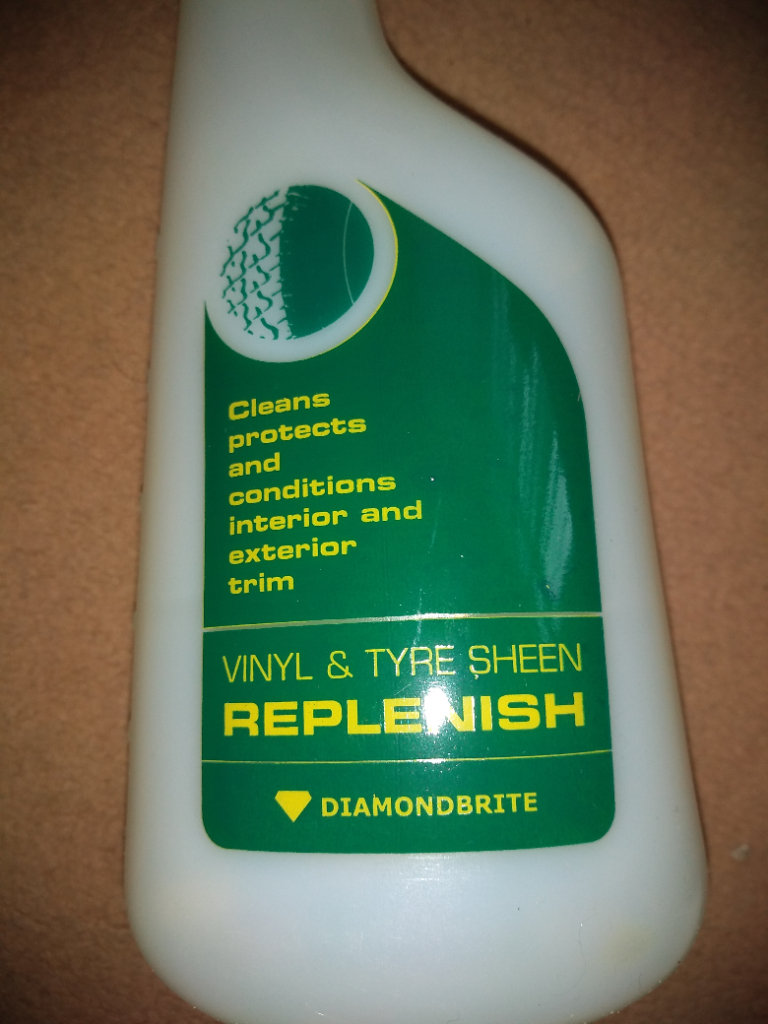 Cleans
protects
and
conditions
interior and
exterior
trim
VINYL & TYRE SHEEN
REPLENISH
DIAMONDBRITE